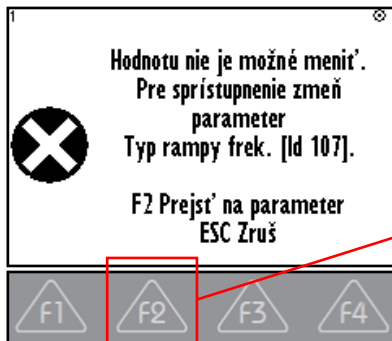 1
Hodnotu nie je možné meniť.
Pre sprístupnenie zmeň
parameter
Typ rampy frek. [Id 107].
F2 Prejsť na parameter
ESC Zruš
F1 F2 F3 F4